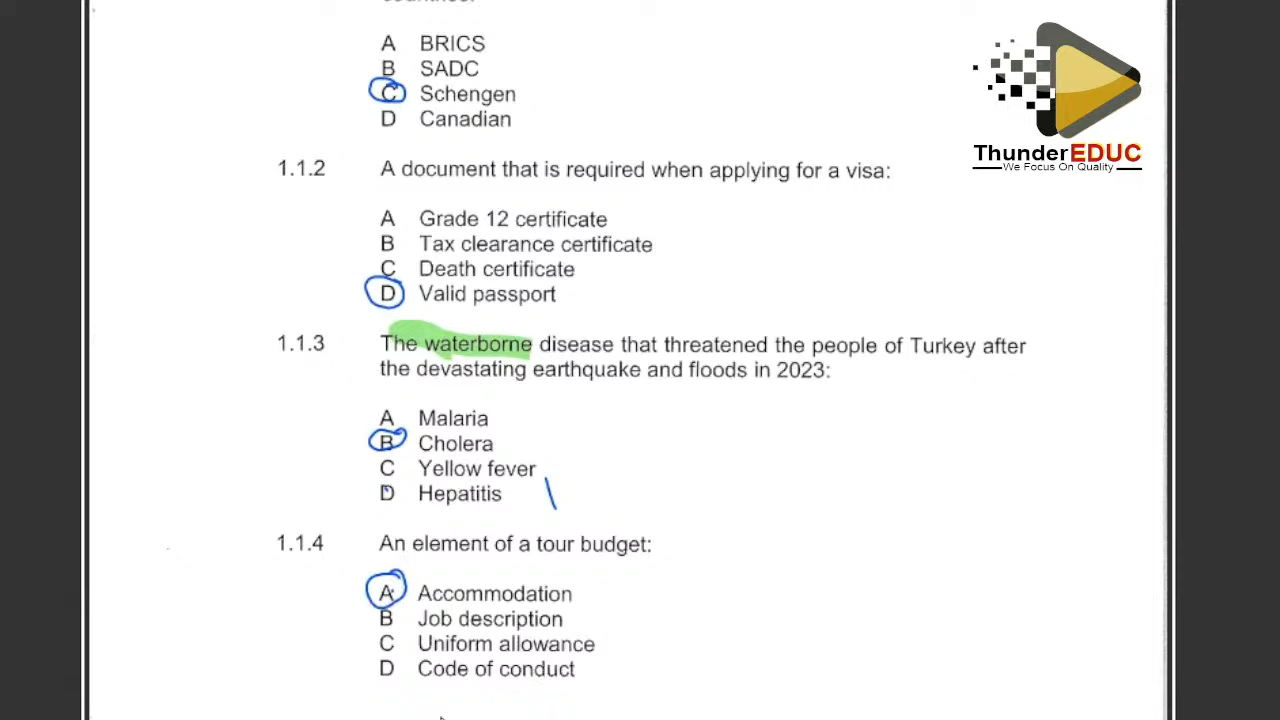 A BRICS
B SADC
C Schengen
D Canadian
ThunderEDUC
We Focus On Quality
1.1.2 A document that is required when applying for a visa:
A Grade 12 certificate
B Tax clearance certificate
C Death certificate
D Valid passport
1.1.3 The waterborne disease that threatened the people of Turkey after
the devastating earthquake and floods in 2023:
A Malaria
B Cholera
C Yellow fever
D Hepatitis
1.1.4 An element of a tour budget:
A Accommodation
B Job description
C Uniform allowance
D Code of conduct